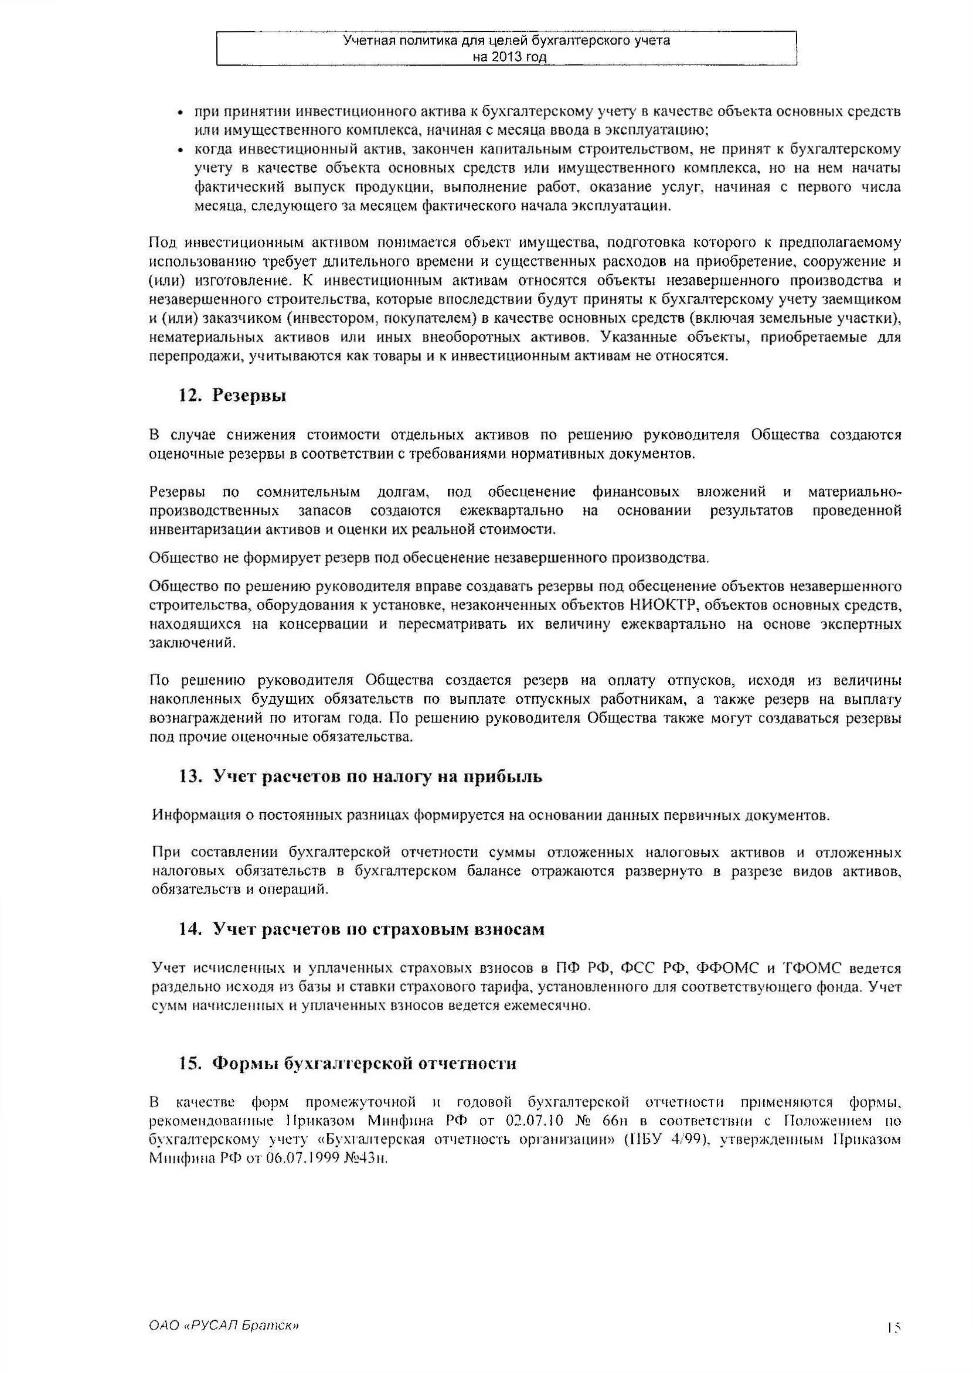 Учетная политика для целей бухгалтерского учета
на 2013 год
• при принятии инвестиционного актива к бухгалтерскому учету в качестве объекта основных средств
или имущественного комплекса, начиная с месяца ввода в эксплуатацию;
• когда инвестиционный актив, закончен капитальным строительством, не принят к бухгалтерскому
учету в качестве объекта основных средств или имущественного комплекса, но на нем начаты
фактический выпуск продукции, выполнение работ, оказание услуг, начиная с первого числа
месяца, следующего за месяцем фактического начала эксплуатации.
Под инвестиционным активом понимается объект имущества, подготовка которого к предполагаемому
использованию требует длительного времени и существенных расходов на приобретение, сооружение и
(или) изготовление. К инвестиционным активам относятся объекты незавершенного производства и
незавершенного строительства, которые впоследствии будут приняты к бухгалтерскому учету заемщиком
и (или) заказчиком (инвестором, покупателем) в качестве основных средств (включая земельные участки),
нематериальных активов или иных внеоборотных активов. Указанные объекты, приобретаемые для
перепродажи, учитываются как товары и к инвестиционным активам не относятся.
12. Резервы
В случае снижения стоимости отдельных активов по решению руководителя Общества создаются
оценочные резервы в соответствии с требованиями нормативных документов.
Резервы по сомнительным долгам, под обесценение финансовых вложений и материально-
производственных запасов создаются ежеквартально на основании результатов проведенной
инвентаризации активов и оценки их реальной стоимости.
Общество не формирует резерв под обесценение незавершенного производства.
Общество по решению руководителя вправе создавать резервы под обесценение объектов незавершенного
строительства, оборудования к установке, незаконченных объектов НИОКТР, объектов основных средств,
находящихся на консервации и пересматривать их величину ежеквартально на основе экспертных
заключений.
По решению руководителя Общества создается резерв на оплату отпусков, исходя из величины
накопленных будущих обязательств по выплате отпускных работникам, а также резерв на выплату
вознаграждений по итогам года. По решению руководителя Общества также могут создаваться резервы
под прочие оценочные обязательства.
13. Учет расчетов по налогу на прибыль
Информация о постоянных разницах формируется на основании данных первичных документов.
При составлении бухгалтерской отчетности суммы отложенных налоговых активов и отложенных
налоговых обязательств в бухгалтерском балансе отражаются развернуто в разрезе видов активов,
обязательств и операций.
14. Учет расчетов по страховым взносам
Учет исчисленных и уплаченных страховых взносов в ПФ РФ, ФСС РФ, ФФОМС и ТФОМС ведется
раздельно исходя из базы и ставки страхового тарифа, установленного для соответствующего фонда. Учет
сумм начисленных и уплаченных взносов ведется ежемесячно.
15. Формы бухгалтерской отчетности
В качестве форм промежуточной и годовой бухгалтерской отчетности применяются формы,
рекомендованные Приказом Минфина РФ от 02.07.10 № 66н в соответствии с Положением по
бухгалтерскому учету «Бухгалтерская отчетность организации» (ПБУ 4/99), утвержденным Приказом
Минфина РФ от 06.07.1999 №43н.
ОАО «РУСАЛ Братск»
15